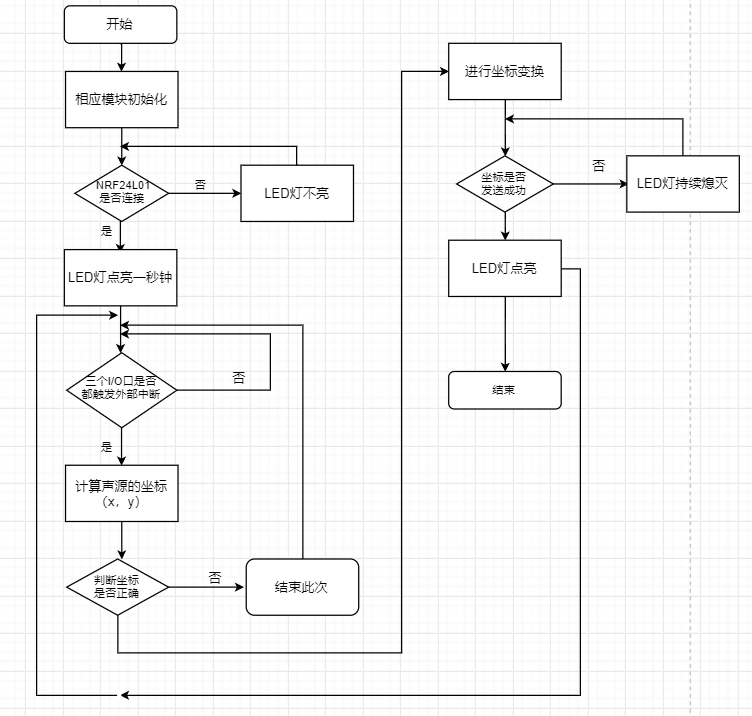 开始
相应模块初始化
NRF24L01
是否连接
否
LED灯不亮
是
LED灯点亮一秒钟
三个I/O口是否
都触发外部中断
否
是
计算声源的坐标
（x，y）
判断坐标
是否正确
否
结束此次
进行坐标变换
坐标是否
发送成功
否
LED灯持续熄灭
LED灯点亮
结束